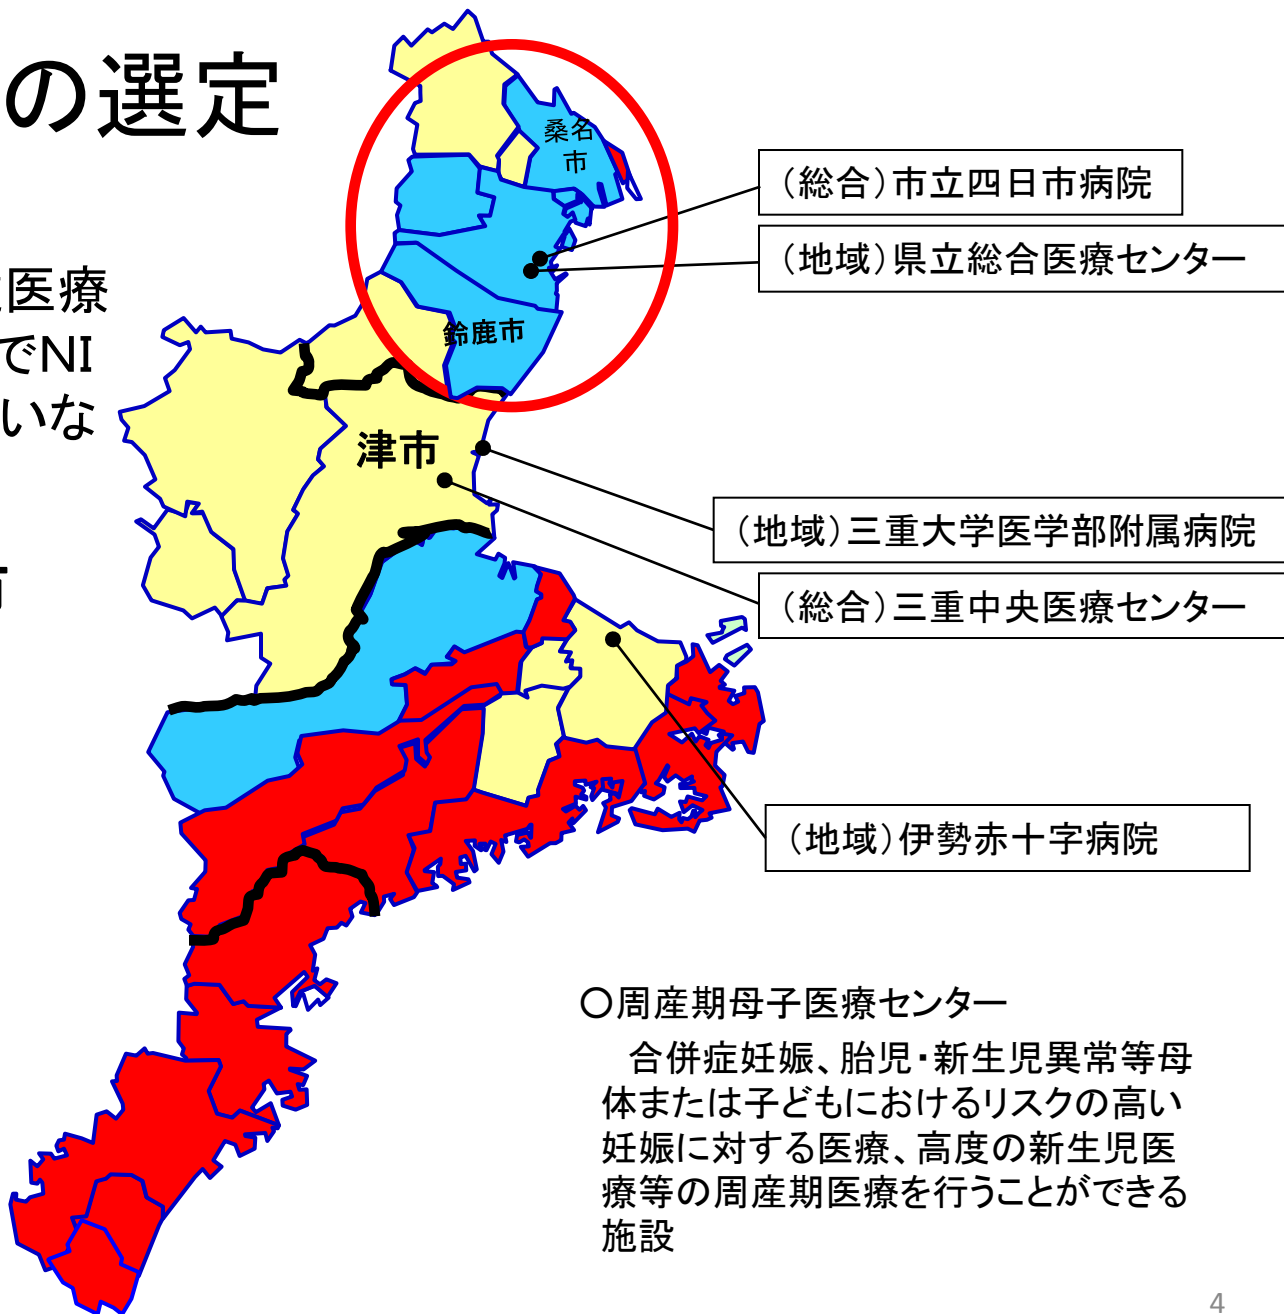 の選定
桑名
市
（総合）市立四日市病院
（地域）県立総合医療センター
医療
でNI
鈴鹿市
いな
津市
（地域）三重大学医学部附属病院
（総合）三重中央医療センター
（地域）伊勢赤十字病院
○周産期母子医療センター
合併症妊娠、胎児・新生児異常等母
体または子どもにおけるリスクの高い
妊娠に対する医療、高度の新生児医
療等の周産期医療を行うことができる
施設
4